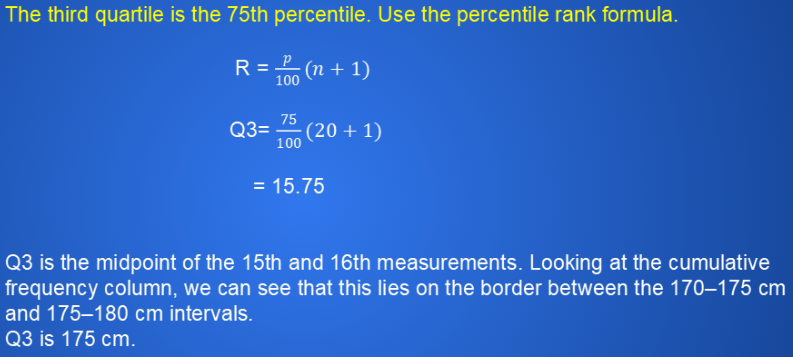 The third quartile is the 75th percentile. Use the percentile rank formula.
R = p/100 (n + 1)
Q3= 75/100 (20 + 1)
= 15.75
Q3 is the midpoint of the 15th and 16th measurements. Looking at the cumulative
frequency column, we can see that this lies on the border between the 170–175 cm
and 175–180 cm intervals.
Q3 is 175 cm.